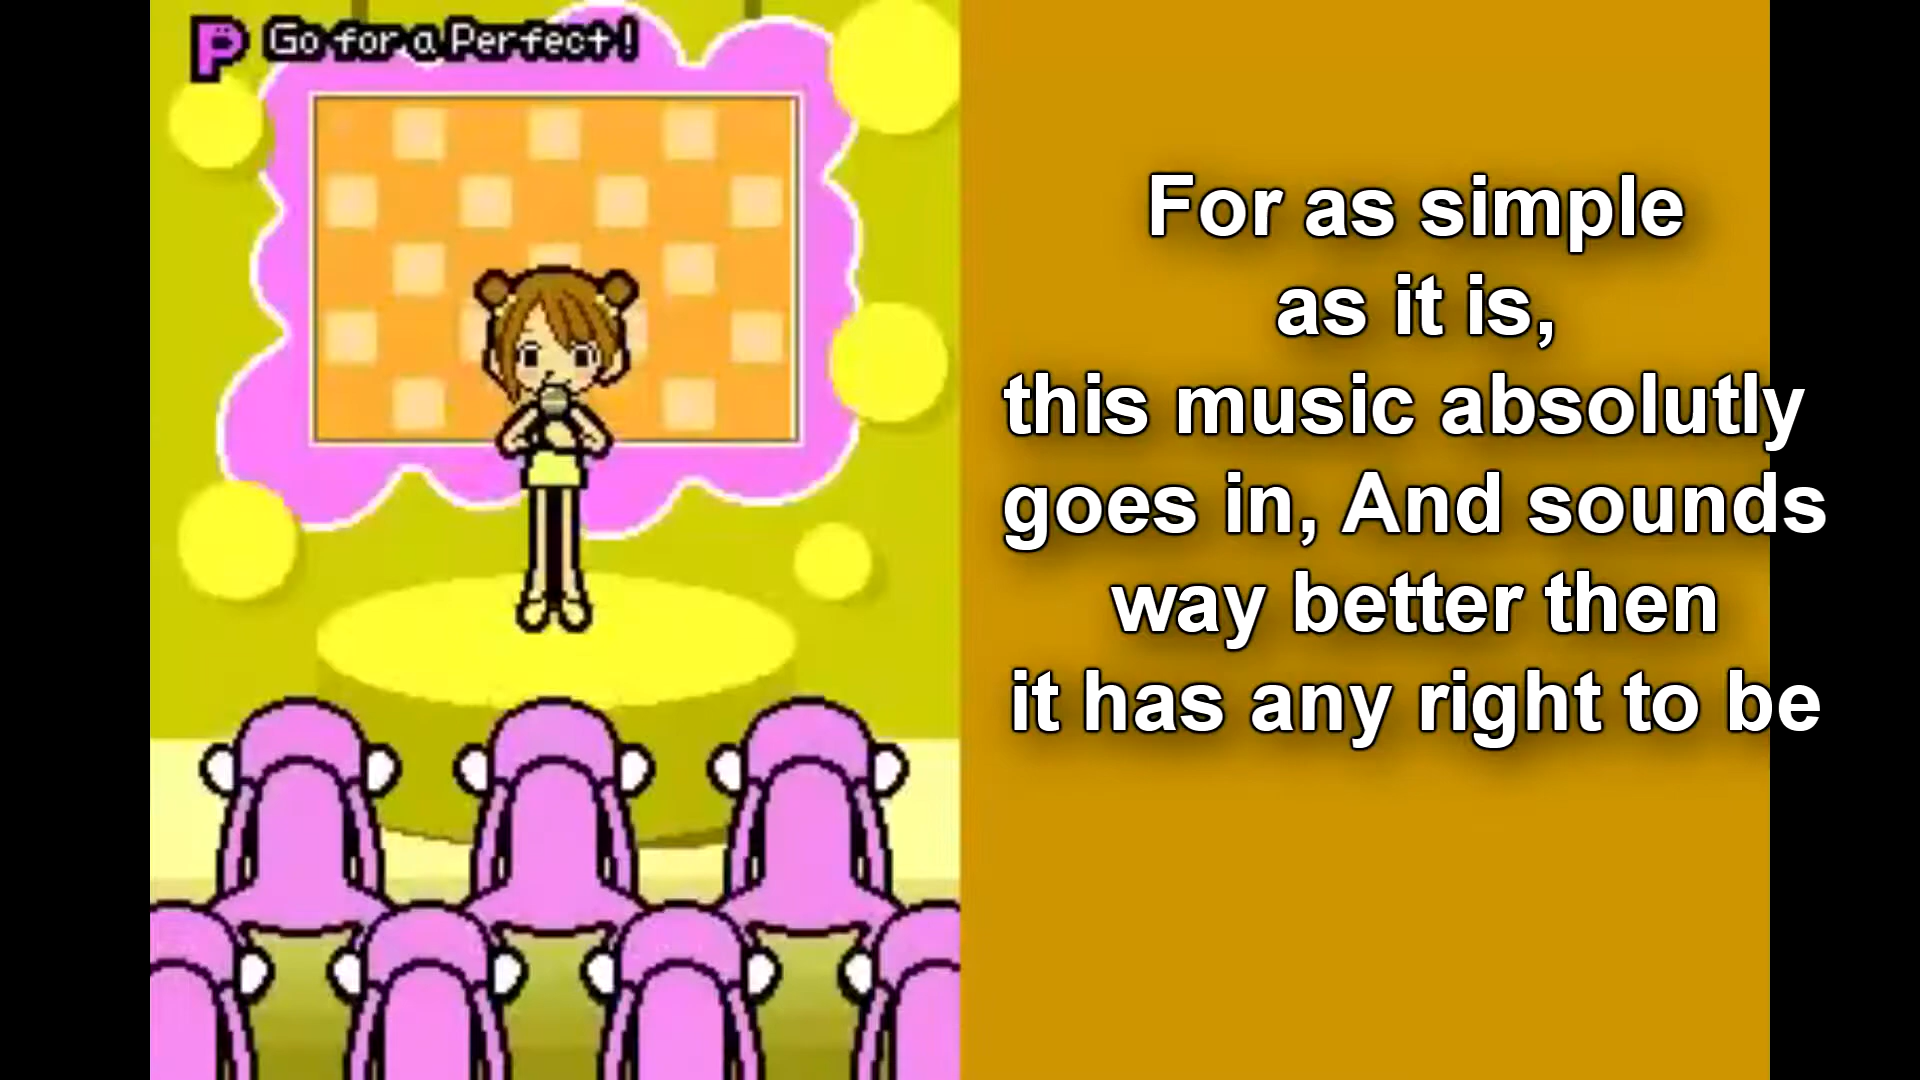 P Go for a Perfect!
For as simple
as it is,
this music absolutly
goes in, And sounds
way better then
it has any right to be